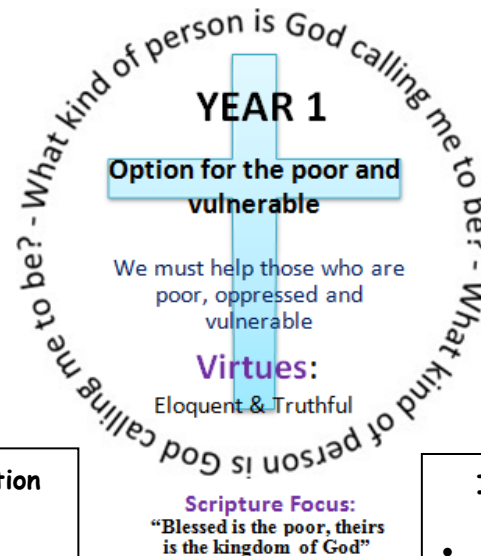 What kind of person is God calling me to be? - What kind of person is God calling me to be? -
YEAR 1
Option for the poor and
vulnerable
We must help those who are
poor, oppressed and
vulnerable
Virtues:
Eloquent & Truthful
Scripture Focus:
“Blessed is the poor, theirs
is the kingdom of God”